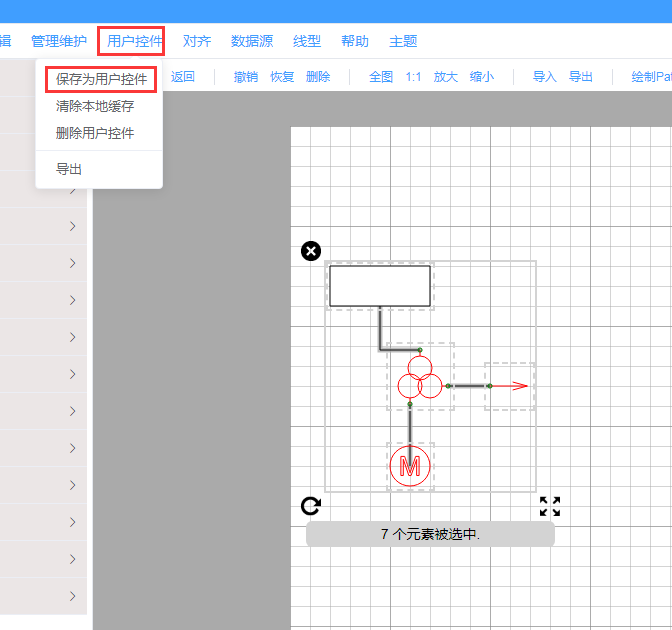 辑 管理维护 用户控件 对齐 数据源 线型 帮助 主题
返回 撤销 恢复 删除 全图 1:1 放大 缩小 导入 导出 绘制Pa
保存为用户控件
清除本地缓存
删除用户控件
导出
M
7 个元素被选中.